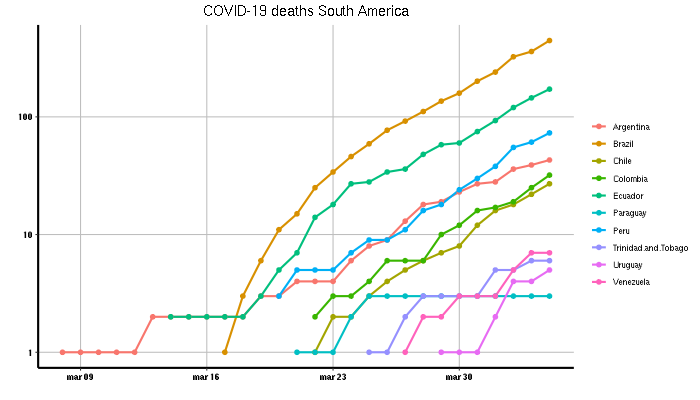 COVID-19 deaths South America
100
10
1
mar 09
mar 16
mar 23
mar 30
Argentina
Brazil
Chile
Colombia
Ecuador
Paraguay
Peru
Trinidad.and.Tobago
Uruguay
Venezuela